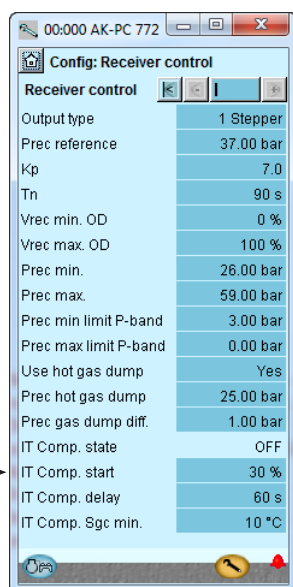 00:000 AK-PC 772
Config: Receiver control
Receiver control
Output type 1 Stepper
Prec reference 37.00 bar
Kp 7.0
Tn 90 s
Vrec min. OD 0 %
Vrec max. OD 100 %
Prec min. 26.00 bar
Prec max. 59.00 bar
Prec min limit P-band 3.00 bar
Prec max limit P-band 0.00 bar
Use hot gas dump Yes
Prec hot gas dump 25.00 bar
Prec gas dump diff. 1.00 bar
IT Comp. state OFF
IT Comp. start 30 %
IT Comp. delay 60 s
IT Comp. Sgc min. 10 °C